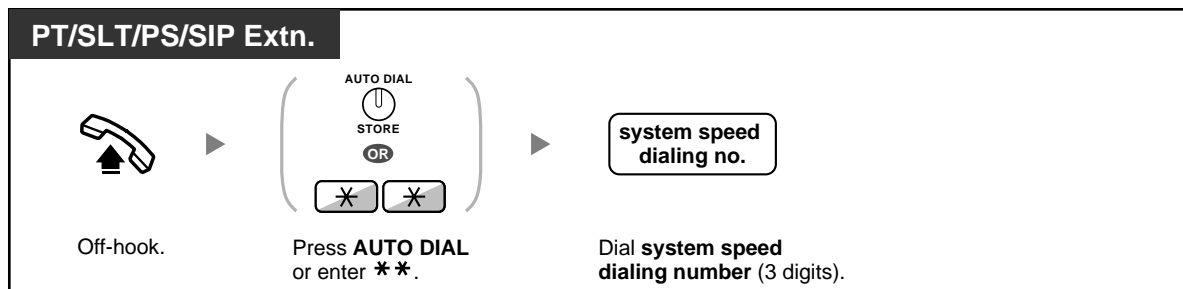 PT/SLT/PS/SIP Extn.
AUTO DIAL
STORE
OR
system speed
dialing no.
Off-hook.
Press AUTO DIAL
or enter ** .
Dial system speed
dialing number (3 digits).